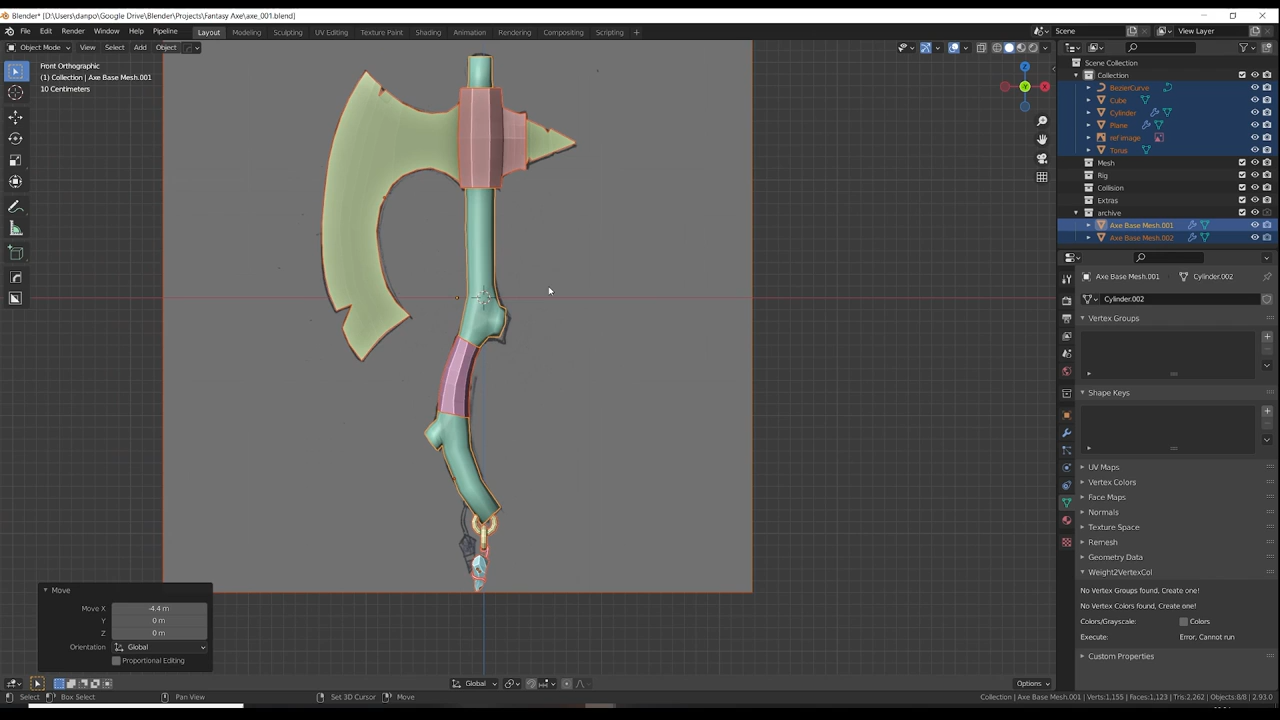 Blender* [D:\Users\danpo\Google Drive\Blender\Projects\Fantasy Axe\axe_001.blend]
File Edit Render Window Help Pipeline Layout Modeling Sculpting UV Editing Texture Paint Shading Animation Rendering Compositing Scripting + Scene View Layer
Object Mode View Select Add Object
Front Orthographic
(1) Collection | Axe Base Mesh.001
10 Centimeters
Z
Y
X
Scene Collection
Collection
BezierCurve
Cube
Cylinder
Plane
ref image
Torus
Mesh
Rig
Collision
Extras
archive
Axe Base Mesh.001
Axe Base Mesh.002
Axe Base Mesh.001 Cylinder.002
Cylinder.002
Vertex Groups
Shape Keys
UV Maps
Vertex Colors
Face Maps
Normals
Texture Space
Remesh
Geometry Data
Weight2VertexCol
No Vertex Groups found, Create one!
No Vertex Colors found, Create one!
Colors/Grayscale: Colors
Execute: Error, Cannot run
Custom Properties
Move
Move X -4.4 m
Y 0 m
Z 0 m
Orientation Global
Proportional Editing
Global Options
Select Box Select Pan View Set 3D Cursor Move Collection | Axe Base Mesh.001 | Verts:1,155 | Faces:1,123 | Tris:2,262 | Objects:8/8 | 2.93.0